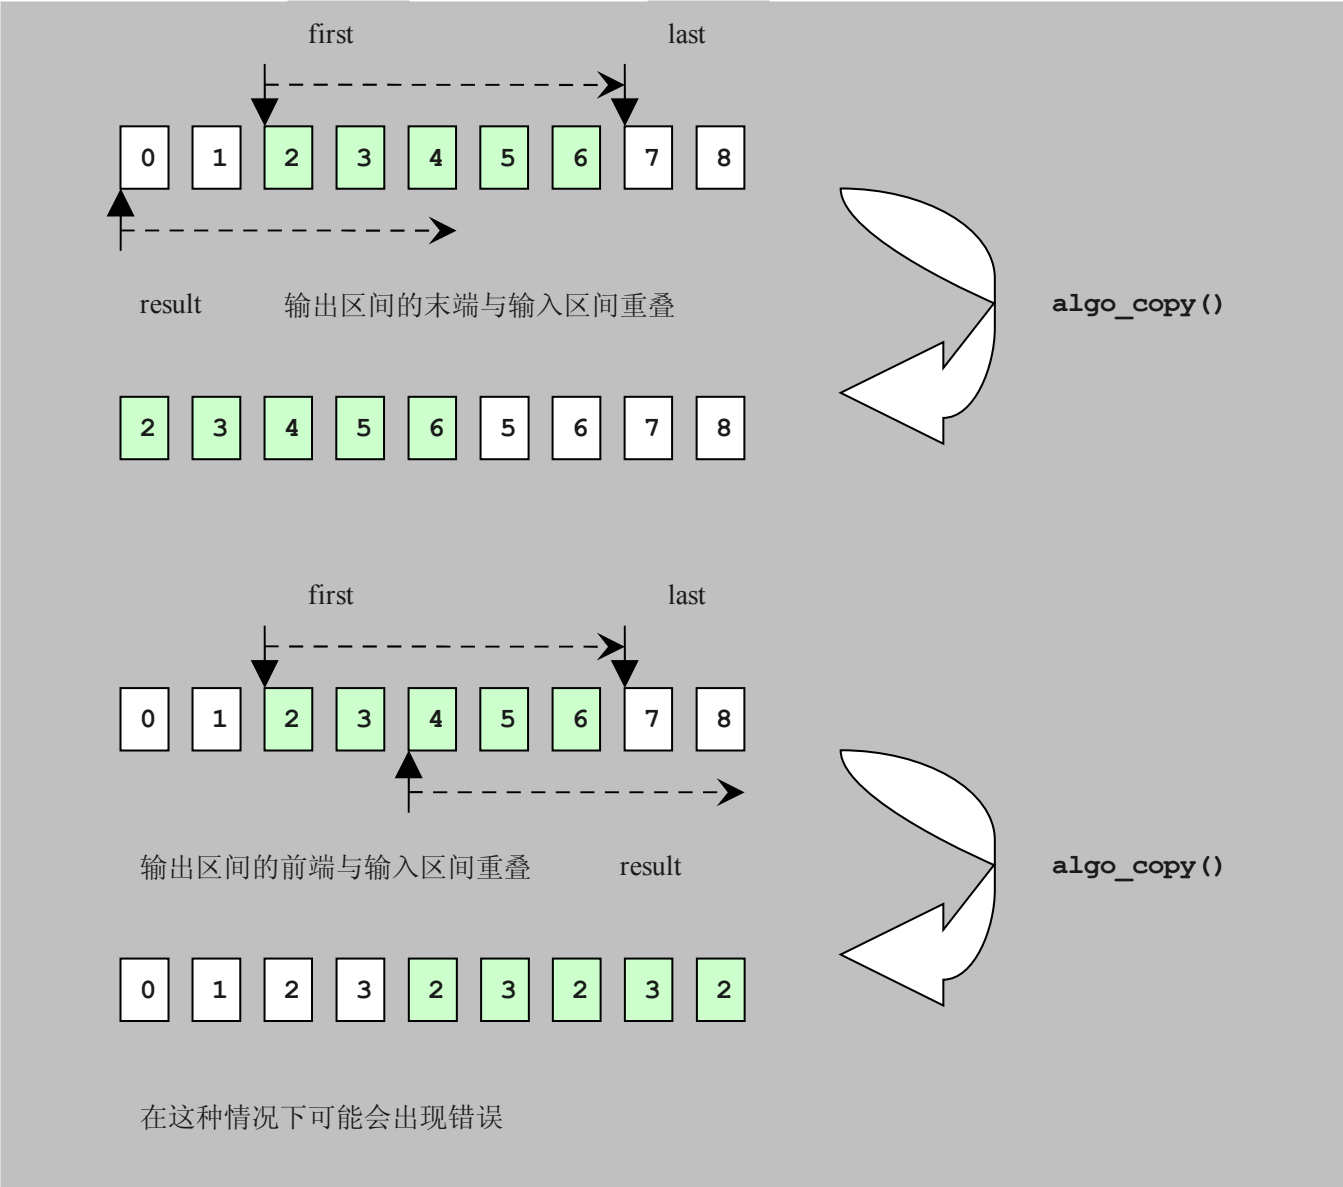 first last
0 1 2 3 4 5 6 7 8
result 输出区间的末端与输入区间重叠
algo_copy()
2 3 4 5 6 5 6 7 8
first last
0 1 2 3 4 5 6 7 8
输出区间的前端与输入区间重叠 result
algo_copy()
0 1 2 3 2 3 2 3 2
在这种情况下可能会出现错误